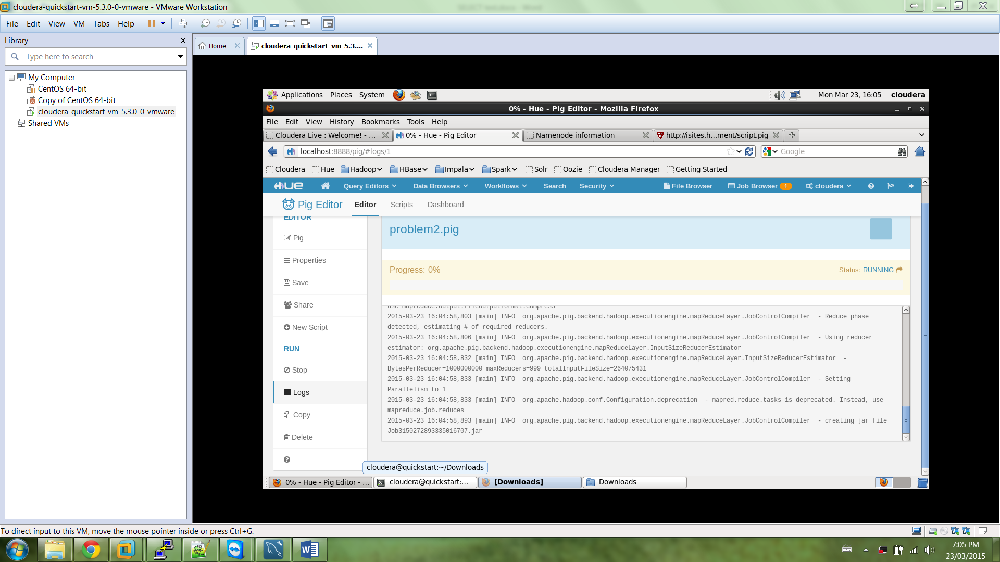 cloudera-quickstart-vm-5.3.0-0-vmware - VMware Workstation
File Edit View VM Tabs Help
Library
Type here to search
My Computer
CentOS 64-bit
Copy of CentOS 64-bit
cloudera-quickstart-vm-5.3.0-0-vmware
Shared VMs
Home
cloudera-quickstart-vm-5.3....
Applications Places System
Mon Mar 23, 16:05 cloudera
0% - Hue - Pig Editor - Mozilla Firefox
File Edit View History Bookmarks Tools Help
Cloudera Live : Welcome! - ...
0% - Hue - Pig Editor
Namenode information
http://isites.h...ment/script.pig
localhost:8888/pig/#logs/1
Google
Cloudera Hue Hadoop HBase Impala Spark Solr Oozie Cloudera Manager Getting Started
HUE Query Editors Data Browsers Workflows Search Security File Browser Job Browser 1 cloudera
Pig Editor Editor Scripts Dashboard
EDITOR
Pig
Properties
Save
Share
New Script
RUN
Stop
Logs
Copy
Delete
problem2.pig
Progress: 0%
Status: RUNNING
use mapreduce.output.fileoutputformat.compress
2015-03-23 16:04:58,803 [main] INFO  org.apache.pig.backend.hadoop.executionengine.mapReduceLayer.JobControlCompiler  - Reduce phase
detected, estimating # of required reducers.
2015-03-23 16:04:58,806 [main] INFO  org.apache.pig.backend.hadoop.executionengine.mapReduceLayer.JobControlCompiler  - Using reducer
estimator: org.apache.pig.backend.hadoop.executionengine.mapReduceLayer.InputSizeReducerEstimator
2015-03-23 16:04:58,832 [main] INFO  org.apache.pig.backend.hadoop.executionengine.mapReduceLayer.InputSizeReducerEstimator  -
BytesPerReducer=1000000000 maxReducers=999 totalInputFileSize=264075431
2015-03-23 16:04:58,833 [main] INFO  org.apache.pig.backend.hadoop.executionengine.mapReduceLayer.JobControlCompiler  - Setting
Parallelism to 1
2015-03-23 16:04:58,833 [main] INFO  org.apache.hadoop.conf.Configuration.deprecation  - mapred.reduce.tasks is deprecated. Instead, use
mapreduce.job.reduces
2015-03-23 16:04:58,893 [main] INFO  org.apache.pig.backend.hadoop.executionengine.mapReduceLayer.JobControlCompiler  - creating jar file
Job3150272893335016707.jar
cloudera@quickstart:~/Downloads
0% - Hue - Pig Editor - ...
cloudera@quickstart:...
[Downloads]
Downloads
To direct input to this VM, move the mouse pointer inside or press Ctrl+G.
7:05 PM
23/03/2015